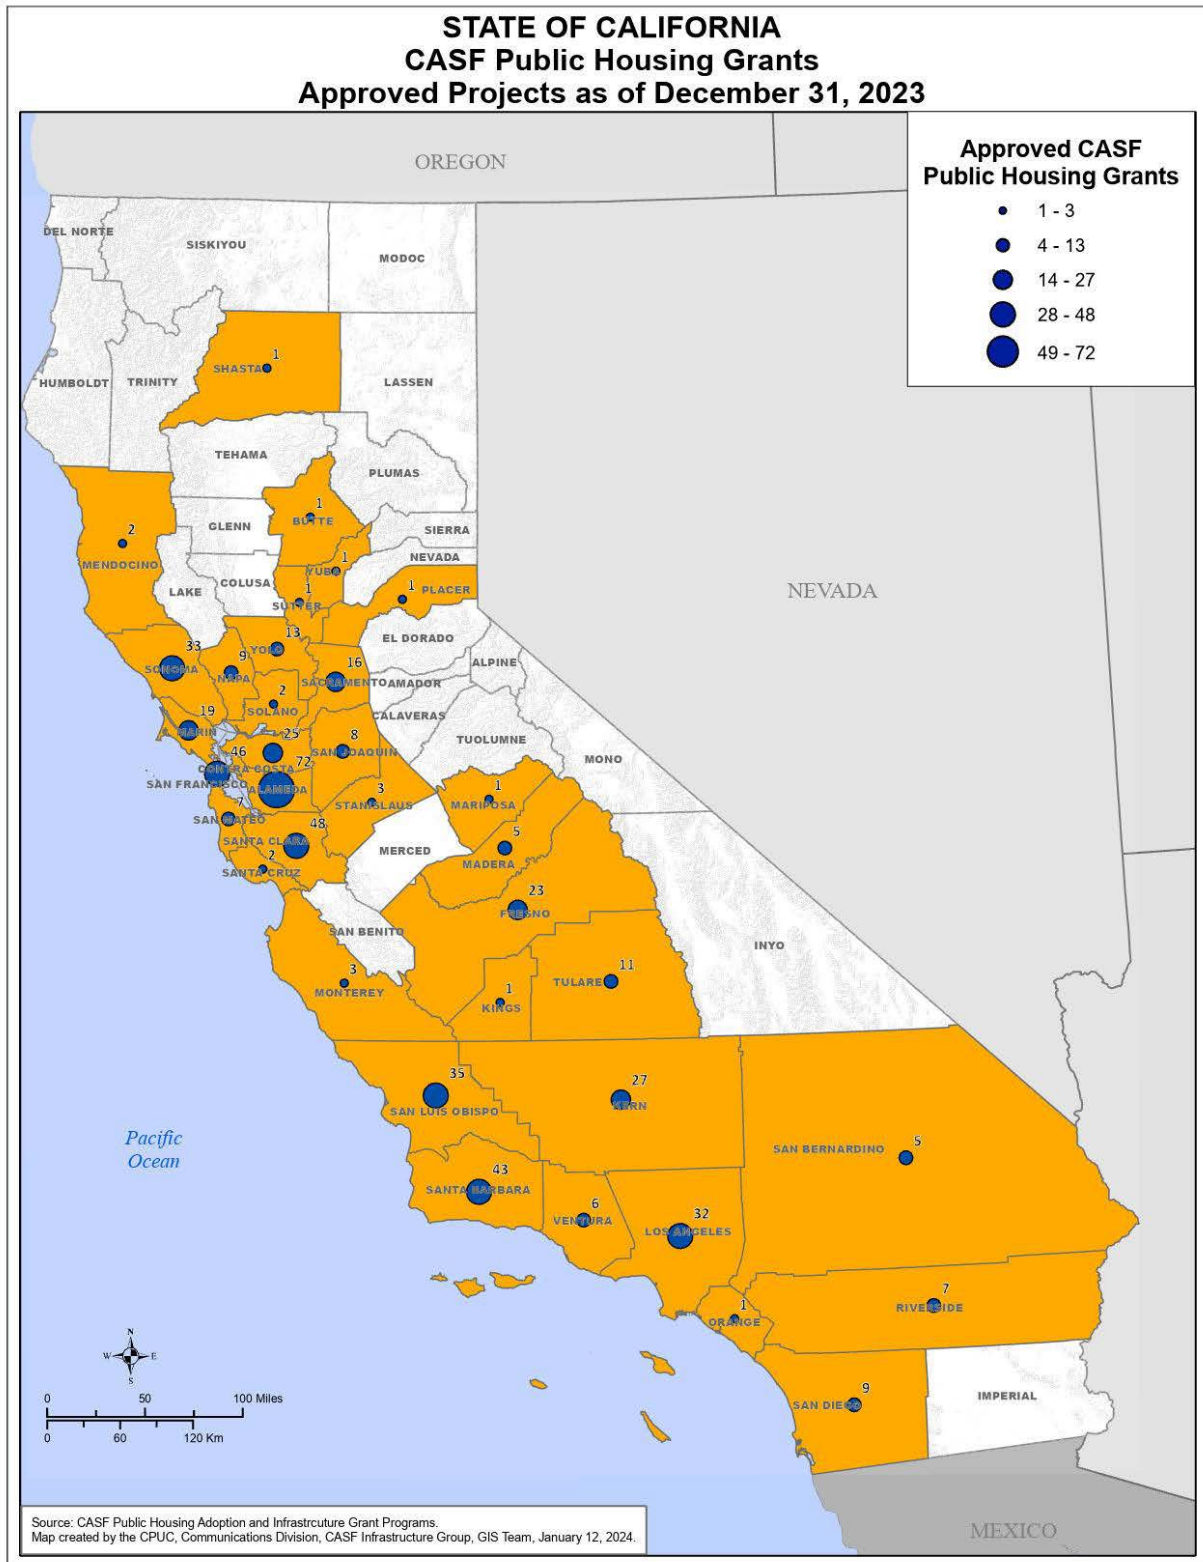 STATE OF CALIFORNIA
CASF Public Housing Grants
Approved Projects as of December 31, 2023
Approved CASF
Public Housing Grants
1 - 3
4 - 13
14 - 27
28 - 48
49 - 72
OREGON
DEL NORTE
SISKIYOU
MODOC
1
SHASTA
HUMBOLDT
TRINITY
LASSEN
TEHAMA
PLUMAS
1
BUTTE
GLENN
SIERRA
2
MENDOCINO
NEVADA
1
YUBA
COLUSA
LAKE
1
SUTTER
1
PLACER
NEVADA
33
SONOMA
9
NAPA
13
YOLO
EL DORADO
16
SACRAMENTO
ALPINE
AMADOR
2
SOLANO
19
MARIN
CALAVERAS
25
CONTRA COSTA
8
SAN JOAQUIN
TUOLUMNE
MONO
46
SAN FRANCISCO
72
ALAMEDA
3
STANISLAUS
1
MARIPOSA
7
SAN MATEO
48
SANTA CLARA
MERCED
5
MADERA
2
SANTA CRUZ
23
FRESNO
SAN BENITO
INYO
3
MONTEREY
1
KINGS
11
TULARE
35
SAN LUIS OBISPO
27
KERN
Pacific
Ocean
SAN BERNARDINO
5
43
SANTA BARBARA
6
VENTURA
32
LOS ANGELES
7
RIVERSIDE
1
ORANGE
9
SAN DIEGO
IMPERIAL
N
W
E
S
0 50 100 Miles
0 60 120 Km
Source: CASF Public Housing Adoption and Infrastrcuture Grant Programs.
Map created by the CPUC, Communications Division, CASF Infrastructure Group, GIS Team, January 12, 2024.
MEXICO